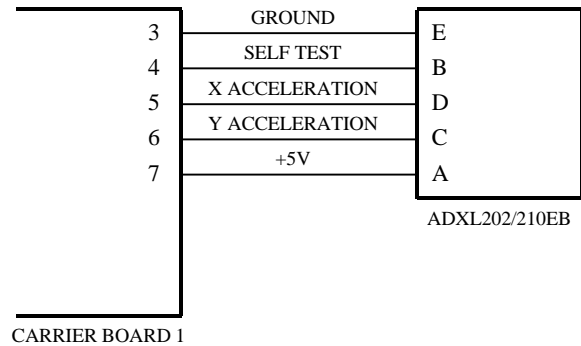 GROUND
3 E
SELF TEST
4 B
X ACCELERATION
5 D
Y ACCELERATION
6 C
+5V
7 A
ADXL202/210EB
CARRIER BOARD 1